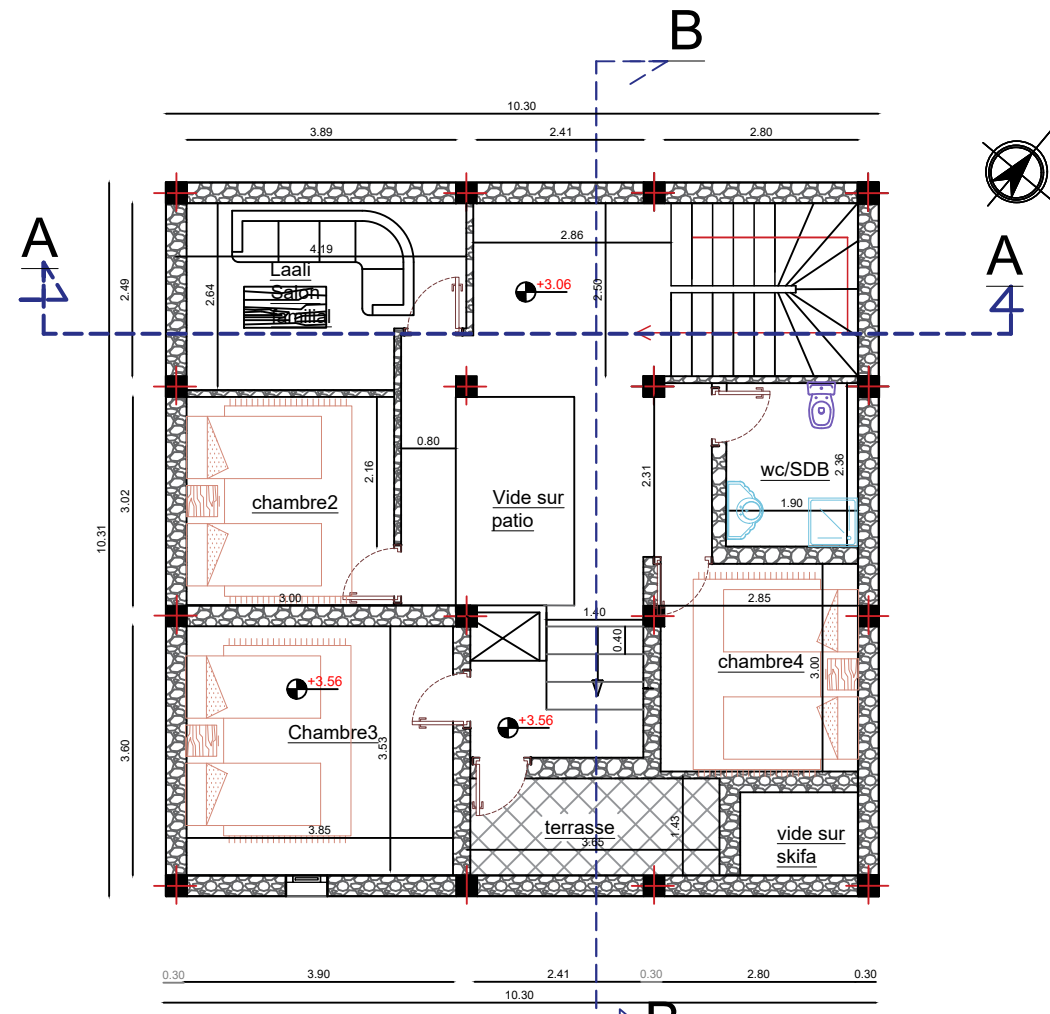 B
10.30
3.89
2.41
2.80
A
A
4.19
2.86
Laali
Salon
familial
+3.06
2.50
2.49
2.64
0.80
2.16
2.31
2.36
chambre2
Vide sur
patio
wc/SDB
1.90
3.02
10.31
3.00
1.40
2.85
0.40
chambre4
3.00
+3.56
+3.56
Chambre3
3.53
3.60
3.85
terrasse
3.65
1.43
vide sur
skifa
0.30
3.90
2.41
0.30
2.80
0.30
10.30
B